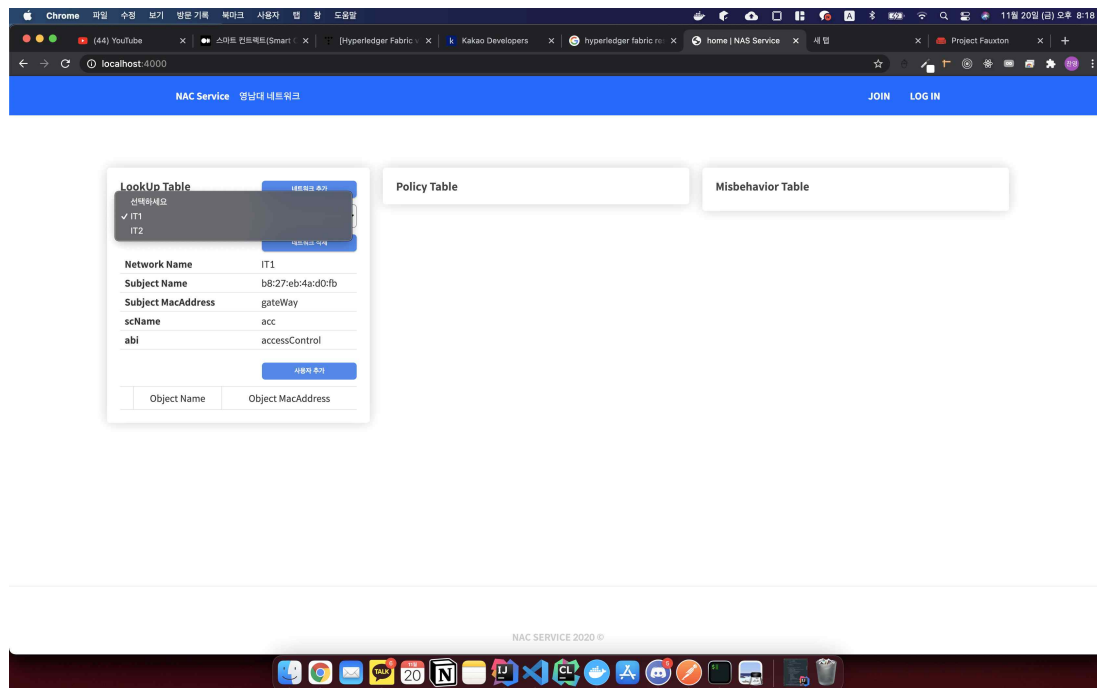 Chrome 파일 수정 보기 방문 기록 북마크 사용자 탭 창 도움말 11월 20일 (금) 오후 8:18
(44) YouTube 스마트 컨트랙트(Smart C [Hyperledger Fabric v Kakao Developers hyperledger fabric re home | NAS Service 새 탭 Project Fauxton
localhost:4000
NAC Service 영남대 네트워크 JOIN LOG IN
LookUp Table 네트워크 추가 Policy Table Misbehavior Table
선택하세요
✓ IT1
IT2
네트워크 삭제
Network Name IT1
Subject Name b8:27:eb:4a:d0:fb
Subject MacAddress gateWay
scName acc
abi accessControl
사용자 추가
Object Name Object MacAddress
NAC SERVICE 2020 ©
TALK 11월 20